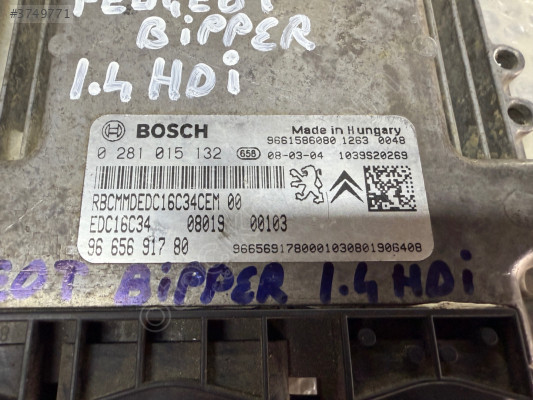 #3749771
PEUGEOT
BiPPER
1.4 HDi
BOSCH
Made in Hungary
9661586080 1263 0048
0 281 015 132 658 08-03-04 1039S20269
RBCMMDEDC16C34CEM 00
EDC16C34 08019 00103
96 656 917 80 9665691780001030801906408
EOT BiPPER 1.4 HDi